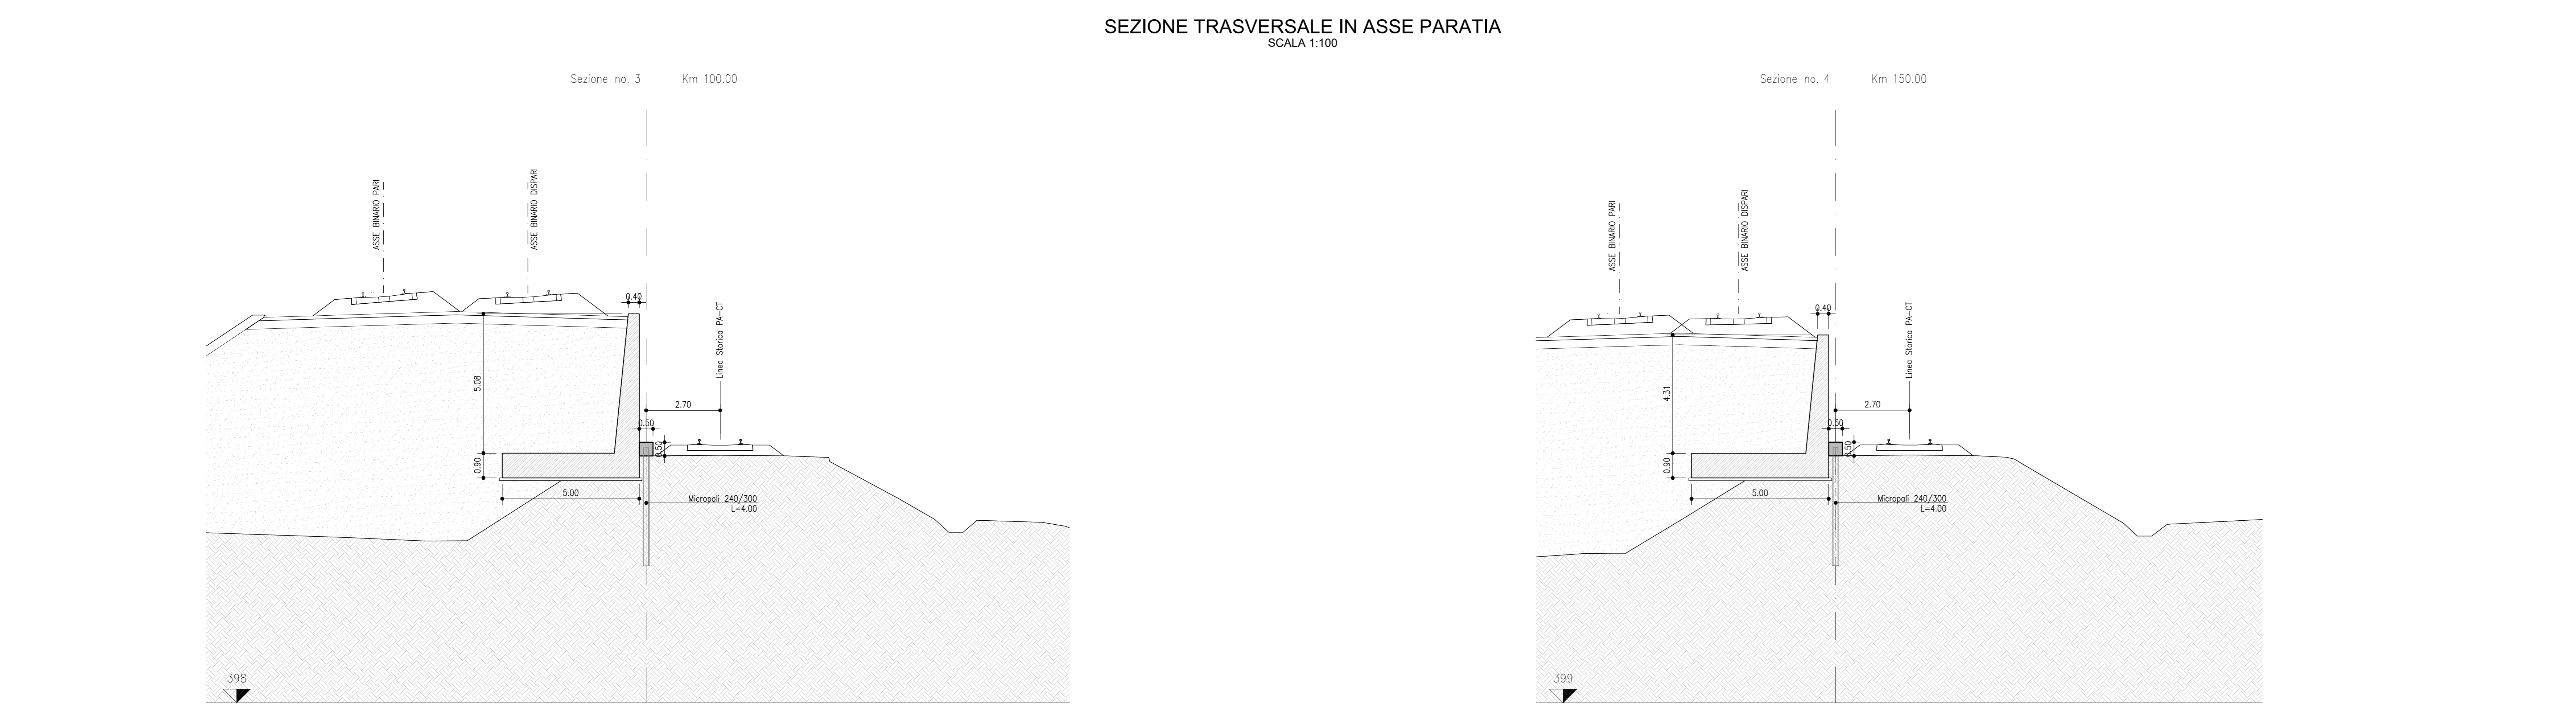 SEZIONE TRASVERSALE IN ASSE PARATIA
SCALA 1:100
Sezione no. 3 Km 100.00
ASSE BINARIO PARI
ASSE BINARIO DISPARI
0.40
Linea Storica PA-CT
5.08
2.70
0.50
0.50
0.90
5.00
Micropali 240/300
L=4.00
398
Sezione no. 4 Km 150.00
ASSE BINARIO PARI
ASSE BINARIO DISPARI
0.40
Linea Storica PA-CT
4.31
2.70
0.50
0.50
0.90
5.00
Micropali 240/300
L=4.00
399